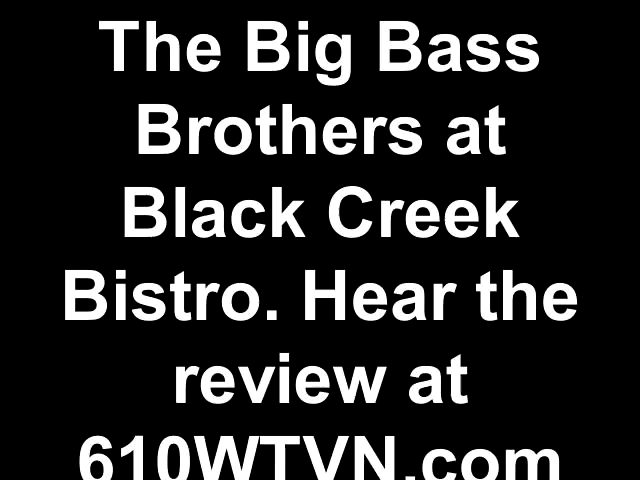 The Big Bass
Brothers at
Black Creek
Bistro. Hear the
review at
610WTVN.com